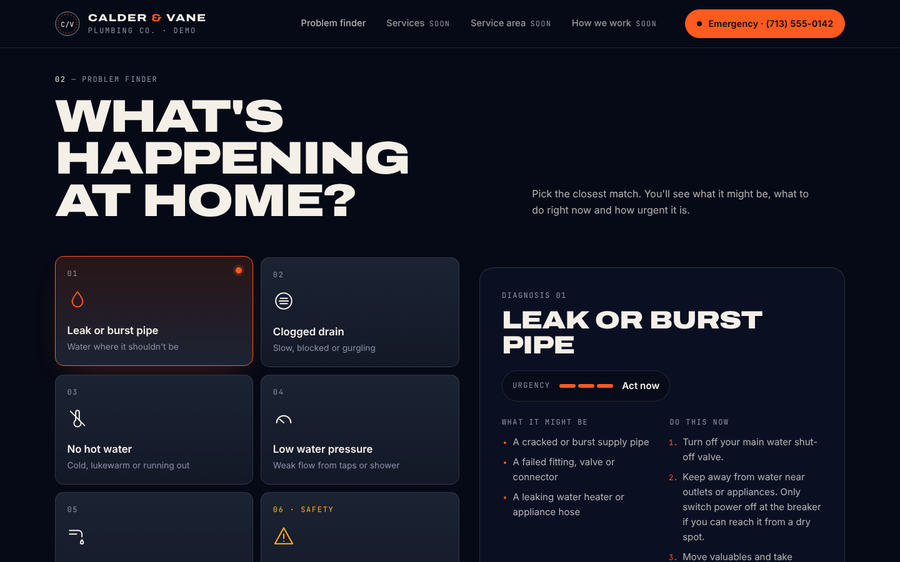 C/V
CALDER & VANE
PLUMBING CO. · DEMO
Problem finder
Services SOON
Service area SOON
How we work SOON
Emergency · (713) 555-0142
02 — PROBLEM FINDER
WHAT'S
HAPPENING
AT HOME?
Pick the closest match. You'll see what it might be, what to
do right now and how urgent it is.
01
Leak or burst pipe
Water where it shouldn't be
02
Clogged drain
Slow, blocked or gurgling
03
No hot water
Cold, lukewarm or running out
04
Low water pressure
Weak flow from taps or shower
05
06 · SAFETY
DIAGNOSIS 01
LEAK OR BURST
PIPE
URGENCY
Act now
WHAT IT MIGHT BE
• A cracked or burst supply pipe
• A failed fitting, valve or
connector
• A leaking water heater or
appliance hose
DO THIS NOW
1. Turn off your main water shut-
off valve.
2. Keep away from water near
outlets or appliances. Only
switch power off at the breaker
if you can reach it from a dry
spot.
3. Move valuables and take